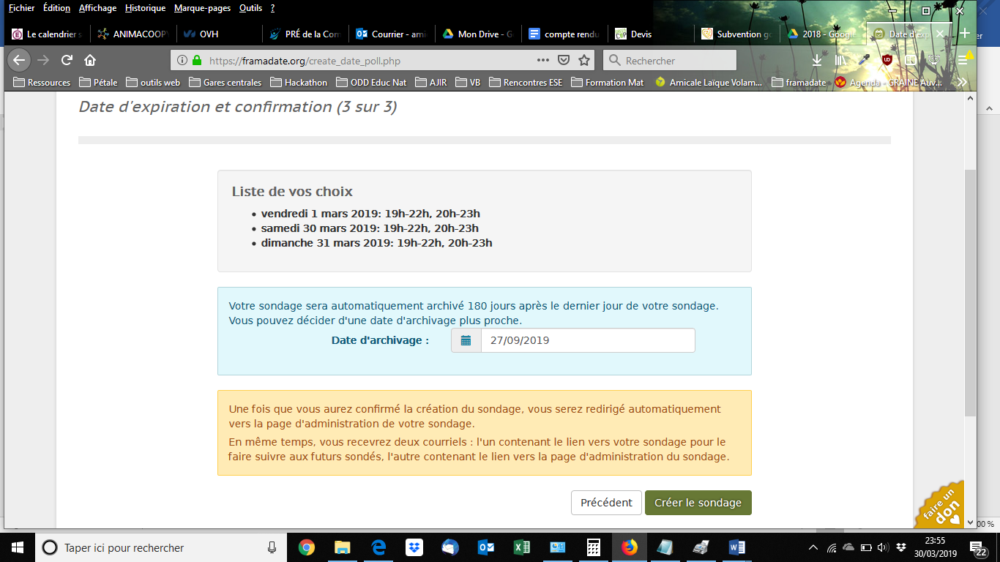 Fichier Édition Affichage Historique Marque-pages Outils ?
Le calendrier s ANIMACOOP OVH PRÉ de la Com Courrier - ami Mon Drive - G compte rendu Devis Subvention go 2018 - Google Date d'exp
https://framadate.org/create_date_poll.php Rechercher
Ressources Pétale outils web Gares centrales Hackathon ODD Educ Nat AJIR VB Rencontres ESE Formation Mat Amicale Laïque Volam... framadate Agenda - GRAINE Auv...
Date d'expiration et confirmation (3 sur 3)
Liste de vos choix
• vendredi 1 mars 2019: 19h-22h, 20h-23h
• samedi 30 mars 2019: 19h-22h, 20h-23h
• dimanche 31 mars 2019: 19h-22h, 20h-23h
Votre sondage sera automatiquement archivé 180 jours après le dernier jour de votre sondage.
Vous pouvez décider d'une date d'archivage plus proche.
Date d'archivage : 27/09/2019
Une fois que vous aurez confirmé la création du sondage, vous serez redirigé automatiquement
vers la page d'administration de votre sondage.
En même temps, vous recevrez deux courriels : l'un contenant le lien vers votre sondage pour le
faire suivre aux futurs sondés, l'autre contenant le lien vers la page d'administration du sondage.
Précédent Créer le sondage
faire un
don
00 %
Taper ici pour rechercher
23:55
30/03/2019
22